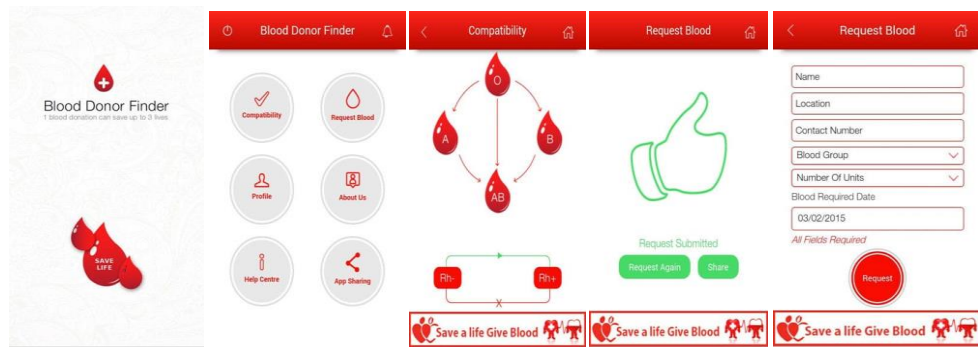 Blood Donor Finder
1 blood donation can save up to 3 lives
SAVE
LIFE
Blood Donor Finder
Compatibility
Request Blood
Profile
About Us
Help Centre
App Sharing
Compatibility
O
A
B
AB
Rh-
Rh+
X
Save a life Give Blood
Request Blood
Request Submitted
Request Again
Share
Save a life Give Blood
Request Blood
Name
Location
Contact Number
Blood Group
Number Of Units
Blood Required Date
03/02/2015
All Fields Required
Request
Save a life Give Blood